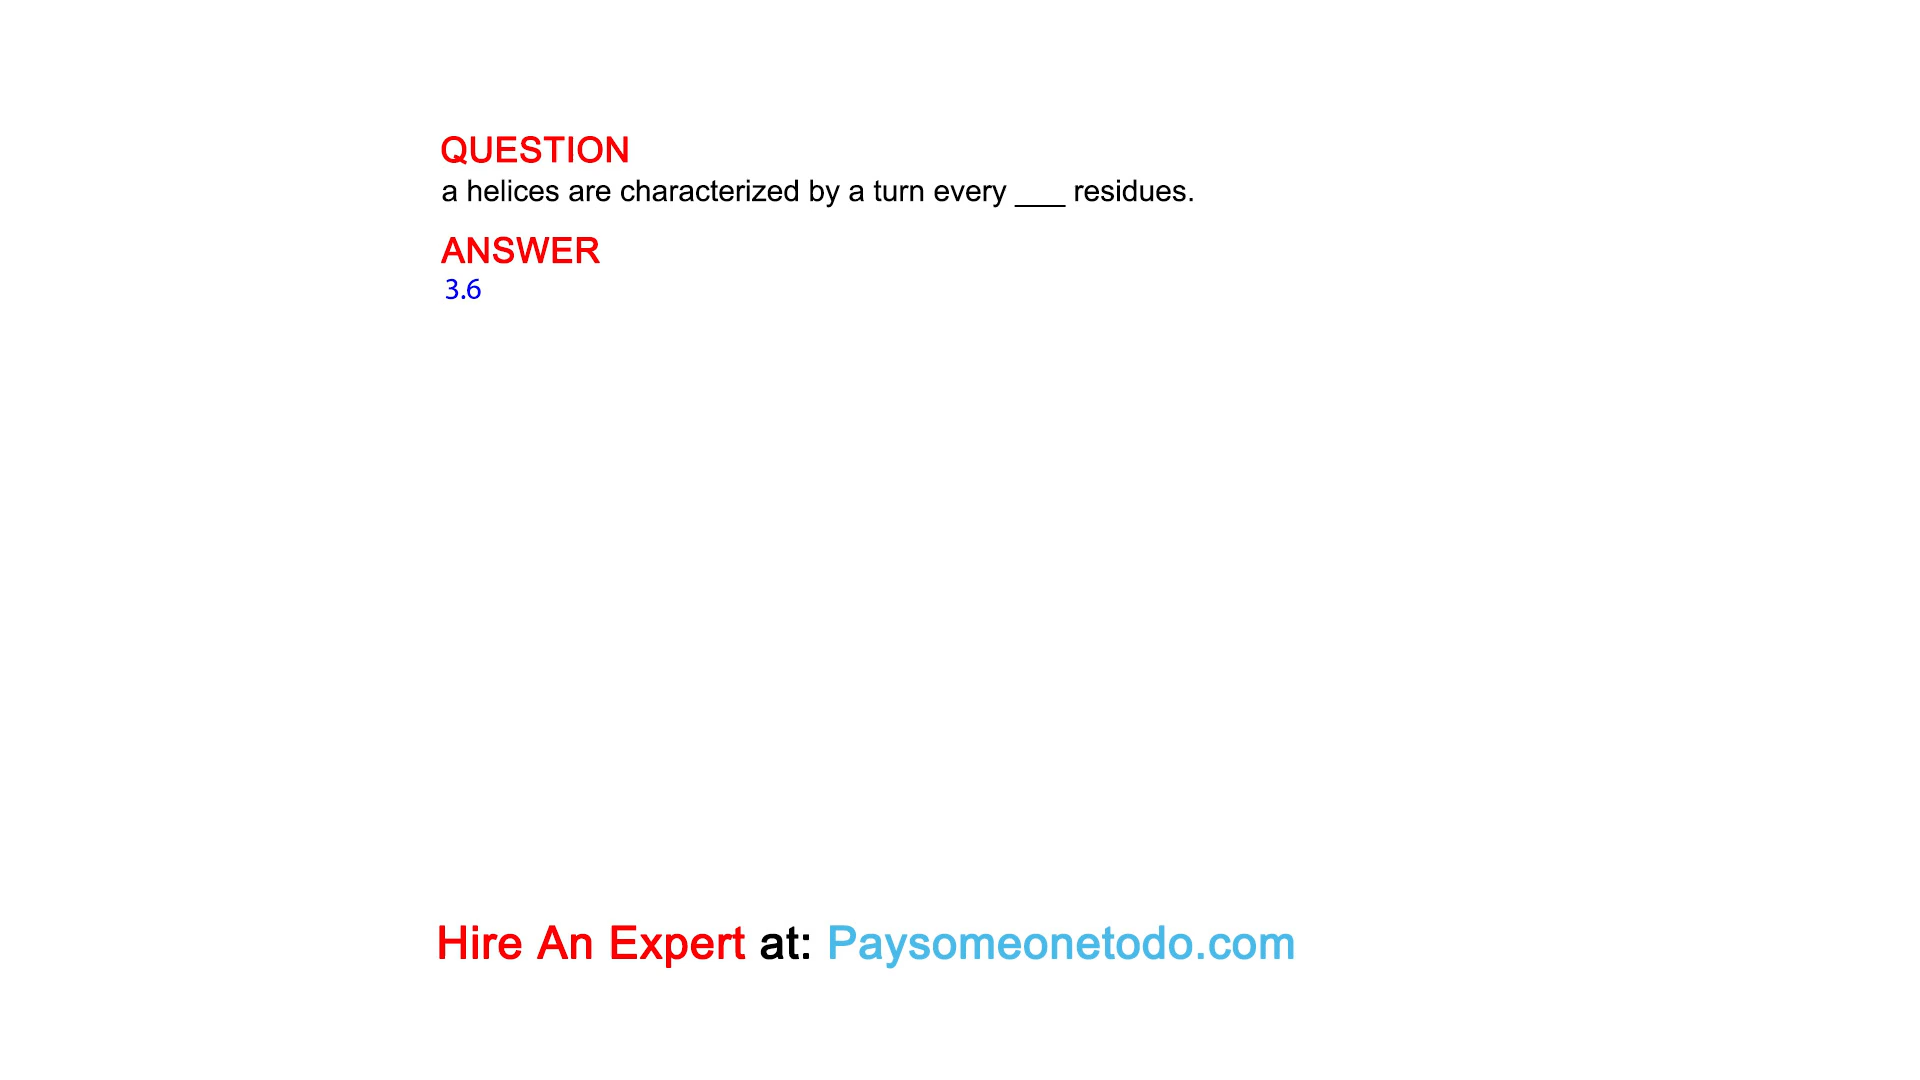 QUESTION
a helices are characterized by a turn every ___ residues.
ANSWER
3.6
Hire An Expert at: Paysomeonetodo.com